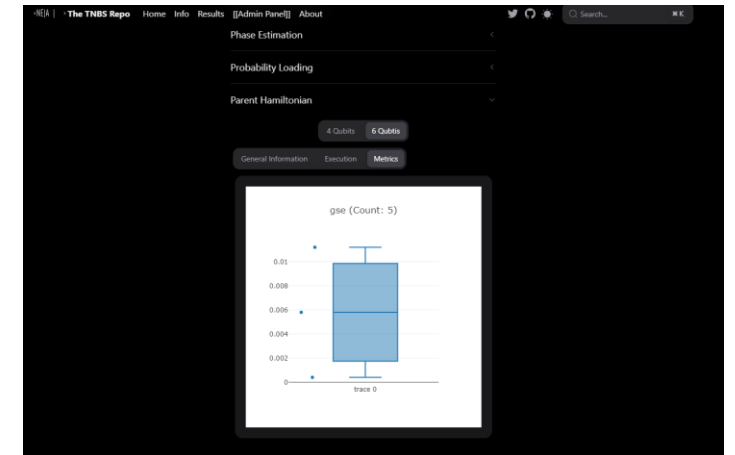 <NE|A | The TNBS Repo Home Info Results [[Admin Panel]] About Search... ⌘ K
Phase Estimation
Probability Loading
Parent Hamiltonian
4 Qubits 6 Qubtis
General Information Execution Metrics
gse (Count: 5)
0.01
0.008
0.006
0.004
0.002
0
trace 0